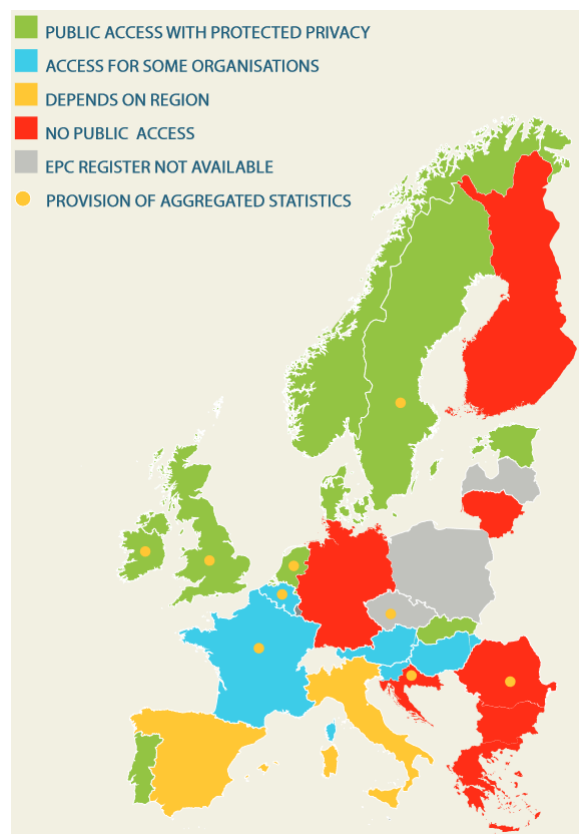 PUBLIC ACCESS WITH PROTECTED PRIVACY
ACCESS FOR SOME ORGANISATIONS
DEPENDS ON REGION
NO PUBLIC ACCESS
EPC REGISTER NOT AVAILABLE
PROVISION OF AGGREGATED STATISTICS